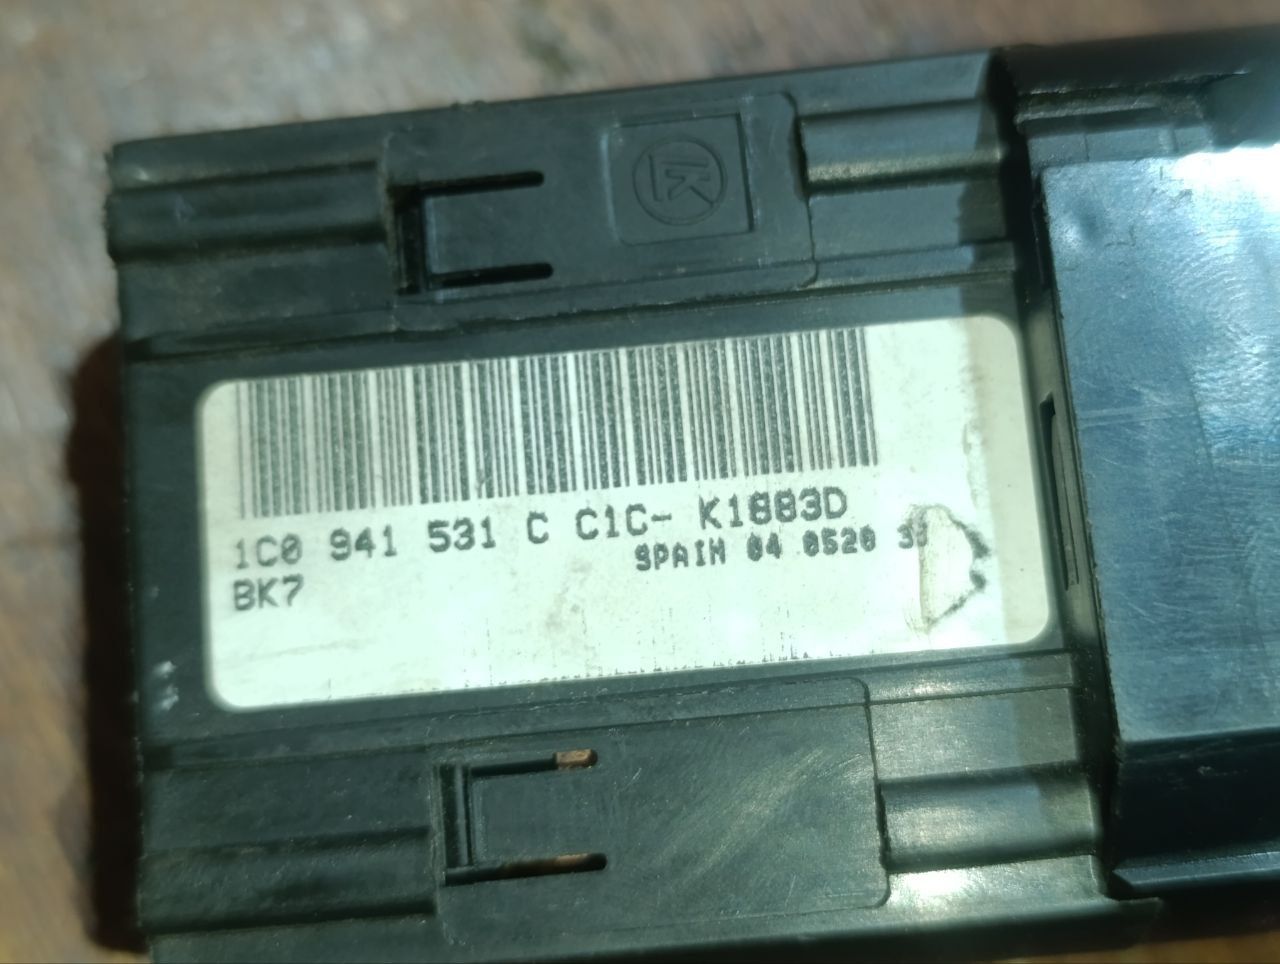 1C0 941 531 C C1C- K1883D
SPAIN 04 0520
BK7